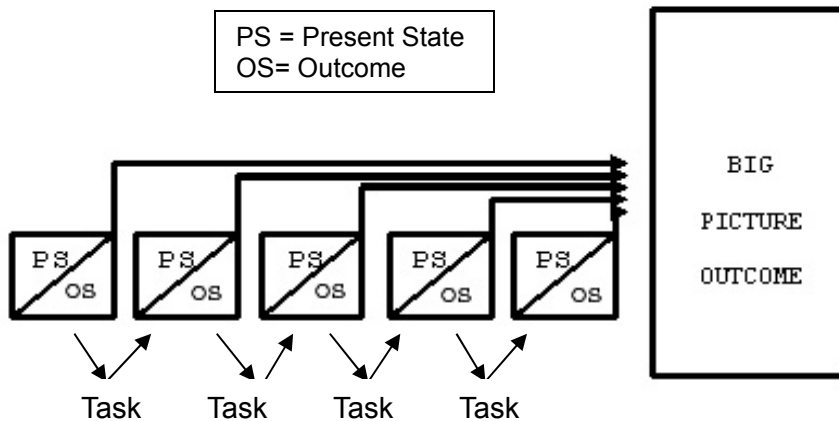 PS = Present State
OS= Outcome
BIG
PICTURE
OUTCOME
PS
OS
PS
OS
PS
OS
PS
OS
PS
OS
Task
Task
Task
Task